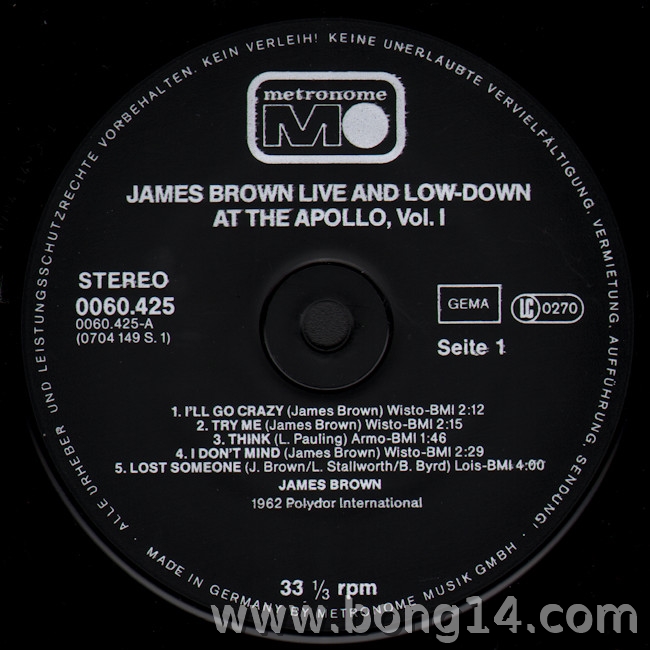 ALLE URHEBER UND LEISTUNGSSCHUTZRECHTE VORBEHALTEN. KEIN VERLEIH! KEINE UNERLAUBTE VERVIELFÄLTIGUNG, VERMIETUNG, AUFFÜHRUNG, SENDUNG!
metronome
M
JAMES BROWN LIVE AND LOW-DOWN
AT THE APOLLO, Vol. I
STEREO
0060.425
0060.425-A
(0704 149 S. 1)
GEMA
LC 0270
Seite 1
1. I'LL GO CRAZY (James Brown) Wisto-BMI 2:12
2. TRY ME (James Brown) Wisto-BMI 2:15
3. THINK (L. Pauling) Armo-BMI 1:46
4. I DON'T MIND (James Brown) Wisto-BMI 2:29
5. LOST SOMEONE (J. Brown/L. Stallworth/B. Byrd) Lois-BMI 4:00
JAMES BROWN
1962 Polydor International
33 1/3 rpm
· MADE IN GERMANY BY METRONOME MUSIK GMBH ·
www.bong14.com